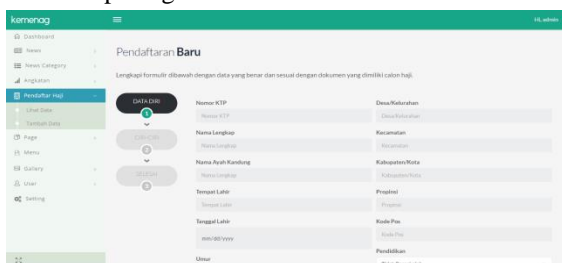 kemenag
Hi, admin
Dashboard
News
News Category
Angkatan
Pendaftar Haji
Lihat Data
Tambah Data
Page
Menu
Gallery
User
Setting
Pendaftaran Baru
Lengkapi formulir dibawah dengan data yang benar dan sesuai dengan dokumen yang dimiliki calon haji.
DATA DIRI
1
2
SELESAI
3
Nomor KTP
Nomor KTP
Nama Lengkap
Nama Lengkap
Nama Ayah Kandung
Nama Lengkap
Tempat Lahir
Tempat Lahir
Tanggal Lahir
mm/dd/yyyy
Umur
Desa/Kelurahan
Desa/Kelurahan
Kecamatan
Kecamatan
Kabupaten/Kota
Kabupaten/Kota
Propinsi
Propinsi
Kode Pos
Kode Pos
Pendidikan